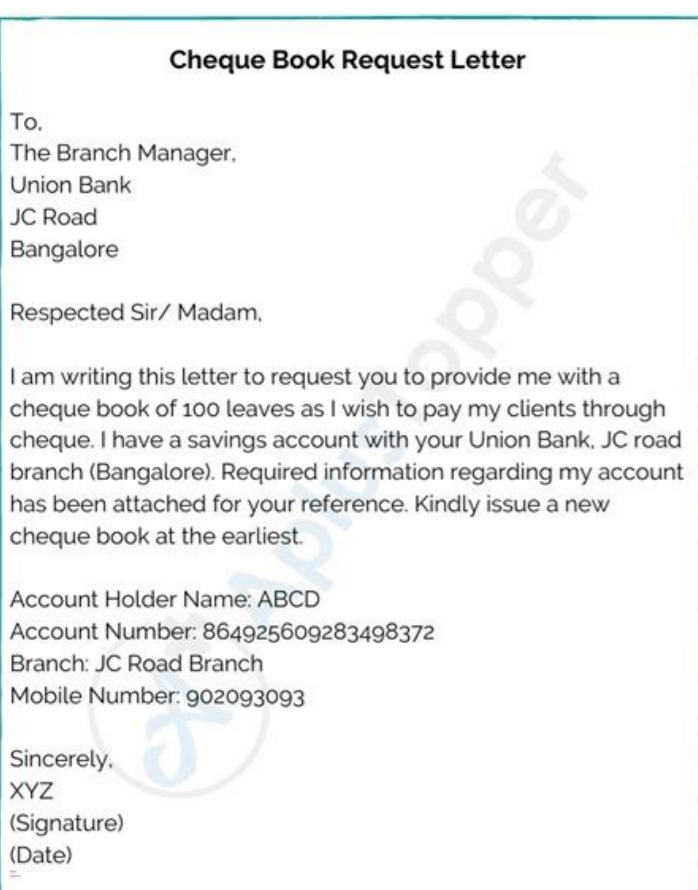 Cheque Book Request Letter
To,
The Branch Manager,
Union Bank
JC Road
Bangalore
Respected Sir/ Madam,
I am writing this letter to request you to provide me with a
cheque book of 100 leaves as I wish to pay my clients through
cheque. I have a savings account with your Union Bank, JC road
branch (Bangalore). Required information regarding my account
has been attached for your reference. Kindly issue a new
cheque book at the earliest.
Account Holder Name: ABCD
Account Number: 864925609283498372
Branch: JC Road Branch
Mobile Number: 902093093
Sincerely,
XYZ
(Signature)
(Date)
Aplustopper